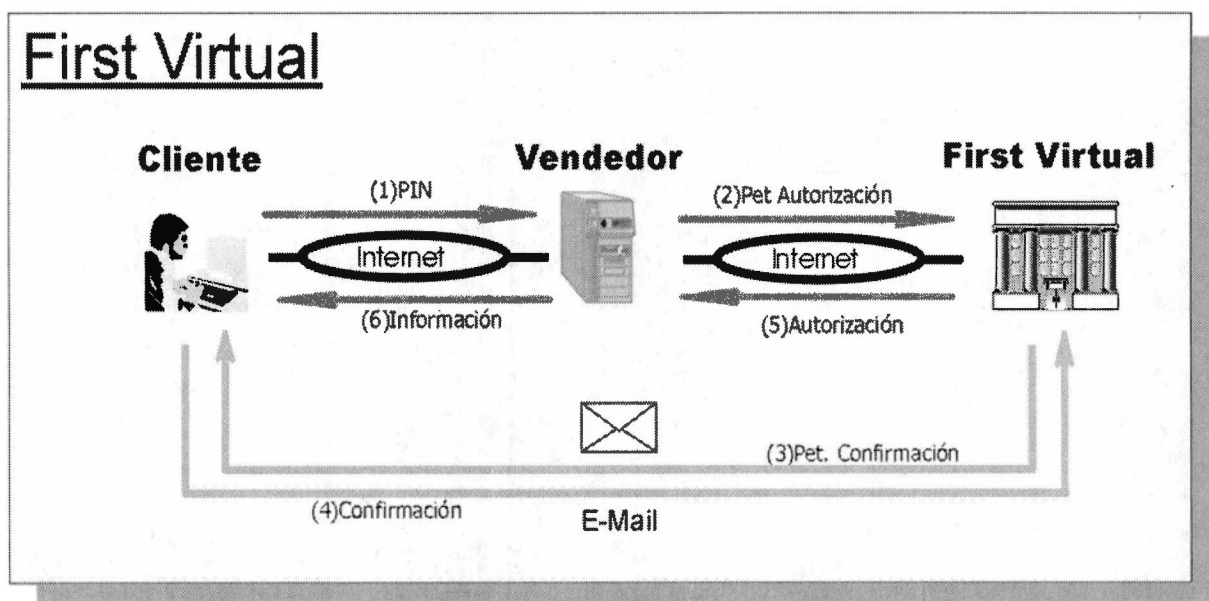 First Virtual
Cliente
Vendedor
First Virtual
(1)PIN
(2)Pet Autorización
Internet
Internet
(6)Información
(5)Autorización
(3)Pet. Confirmación
(4)Confirmación
E-Mail